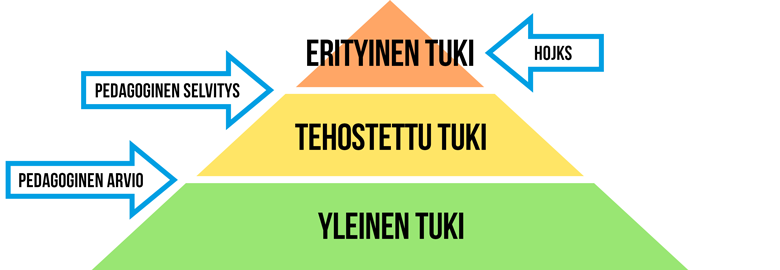 ERITYINEN TUKI
HOJKS
PEDAGOGINEN SELVITYS
TEHOSTETTU TUKI
PEDAGOGINEN ARVIO
YLEINEN TUKI